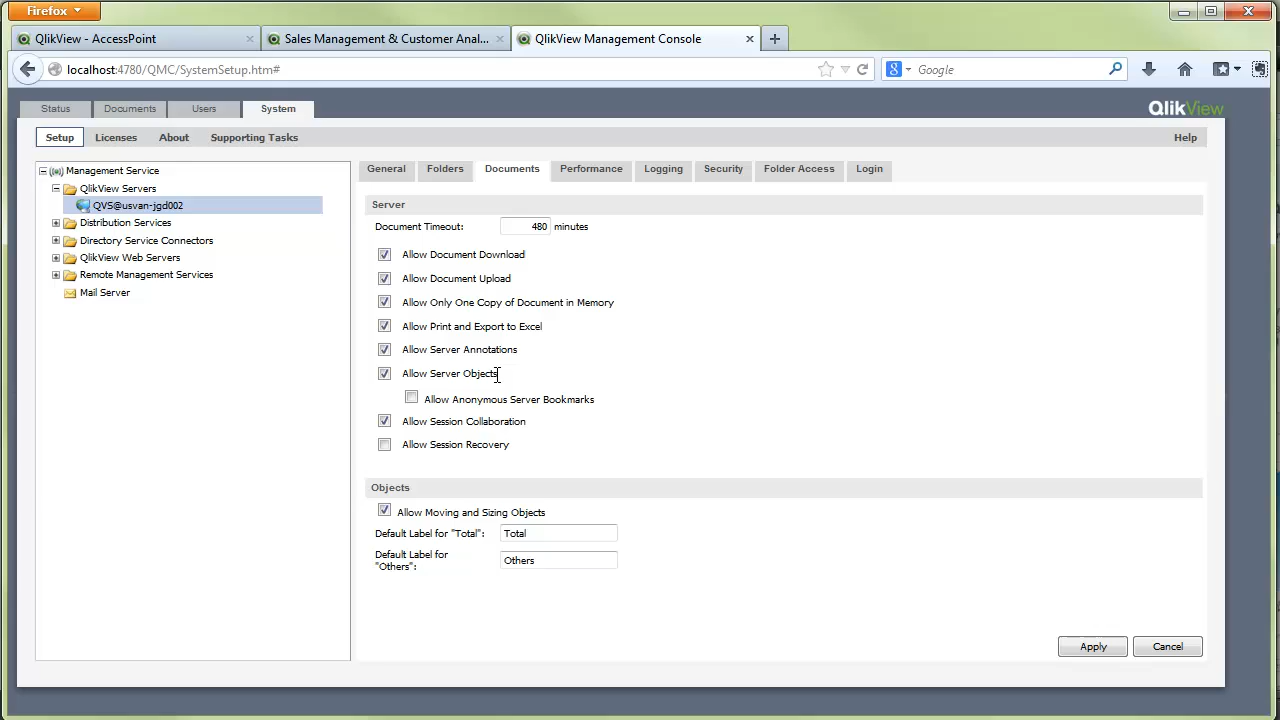 Firefox
QlikView - AccessPoint
Sales Management & Customer Anal...
QlikView Management Console
localhost:4780/QMC/SystemSetup.htm#
Google
Status
Documents
Users
System
QlikView
Setup
Licenses
About
Supporting Tasks
Help
Management Service
QlikView Servers
QVS@usvan-jgd002
Distribution Services
Directory Service Connectors
QlikView Web Servers
Remote Management Services
Mail Server
General
Folders
Documents
Performance
Logging
Security
Folder Access
Login
Server
Document Timeout: 480 minutes
Allow Document Download
Allow Document Upload
Allow Only One Copy of Document in Memory
Allow Print and Export to Excel
Allow Server Annotations
Allow Server Objects
Allow Anonymous Server Bookmarks
Allow Session Collaboration
Allow Session Recovery
Objects
Allow Moving and Sizing Objects
Default Label for "Total": Total
Default Label for
"Others": Others
Apply
Cancel